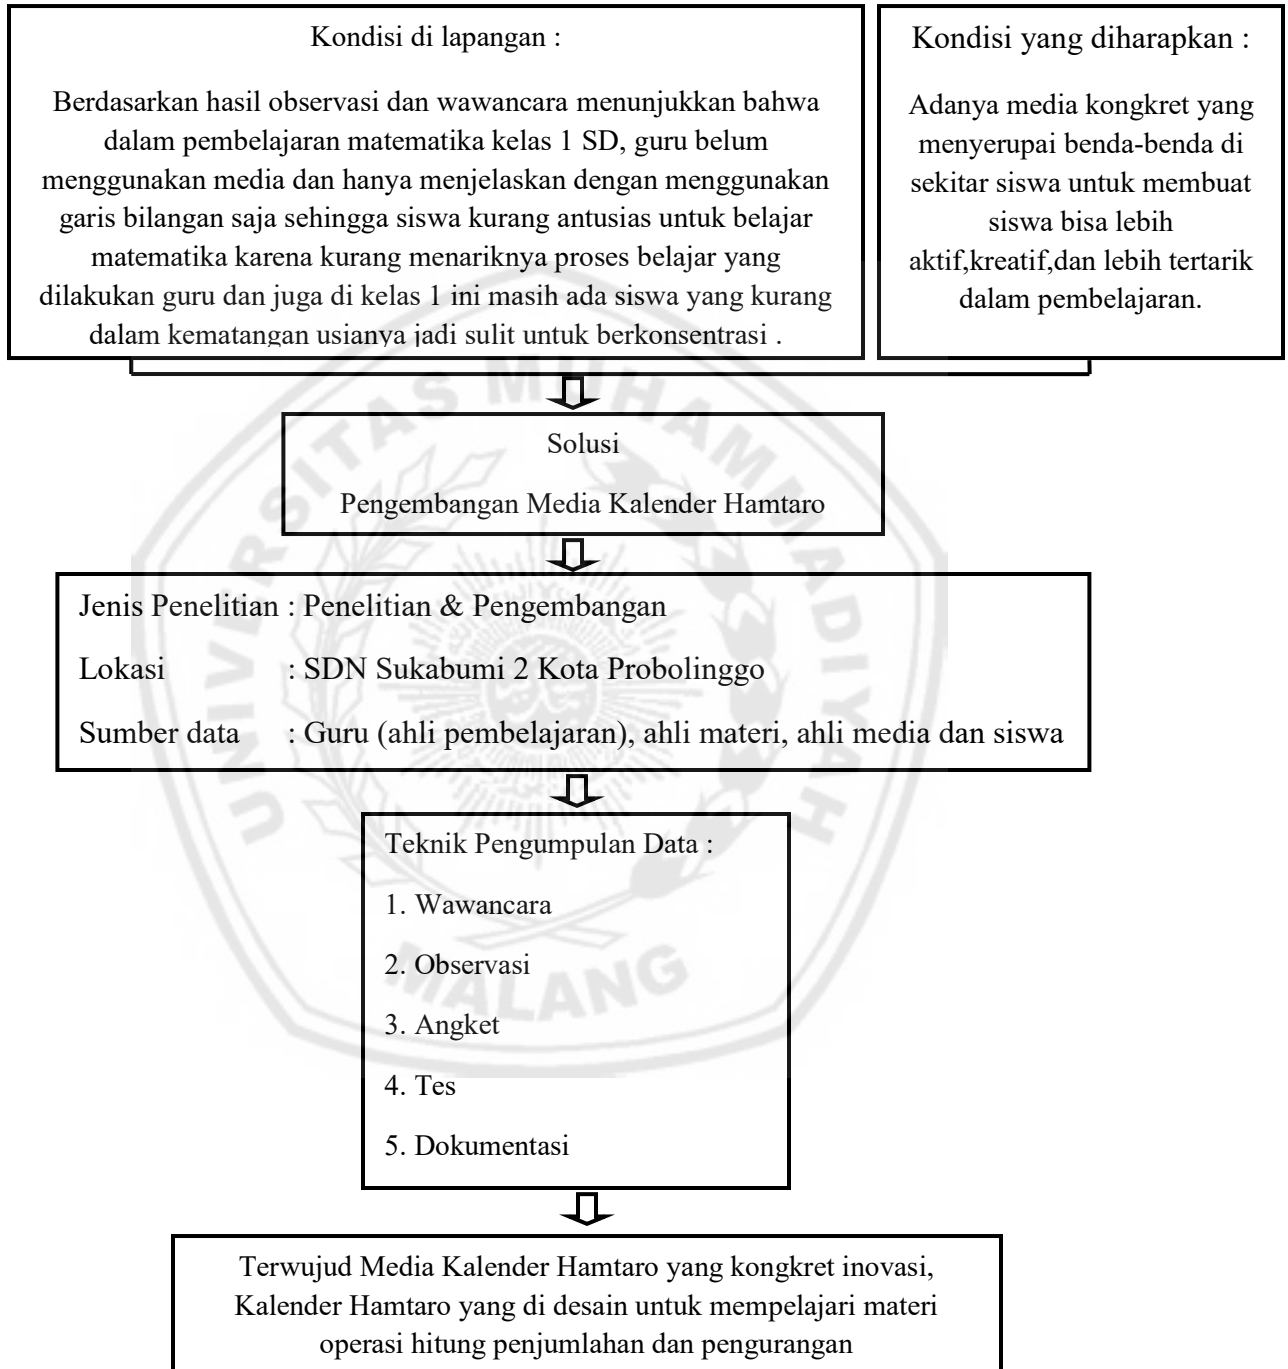 Kondisi di lapangan :
Berdasarkan hasil observasi dan wawancara menunjukkan bahwa
dalam pembelajaran matematika kelas 1 SD, guru belum
menggunakan media dan hanya menjelaskan dengan menggunakan
garis bilangan saja sehingga siswa kurang antusias untuk belajar
matematika karena kurang menariknya proses belajar yang
dilakukan guru dan juga di kelas 1 ini masih ada siswa yang kurang
dalam kematangan usianya jadi sulit untuk berkonsentrasi .
Kondisi yang diharapkan :
Adanya media kongkret yang
menyerupai benda-benda di
sekitar siswa untuk membuat
siswa bisa lebih
aktif,kreatif,dan lebih tertarik
dalam pembelajaran.
Solusi
Pengembangan Media Kalender Hamtaro
Jenis Penelitian : Penelitian & Pengembangan
Lokasi : SDN Sukabumi 2 Kota Probolinggo
Sumber data : Guru (ahli pembelajaran), ahli materi, ahli media dan siswa
Teknik Pengumpulan Data :
1. Wawancara
2. Observasi
3. Angket
4. Tes
5. Dokumentasi
Terwujud Media Kalender Hamtaro yang kongkret inovasi,
Kalender Hamtaro yang di desain untuk mempelajari materi
operasi hitung penjumlahan dan pengurangan
UNIVERSITAS MUHAMMADIYAH
MALANG